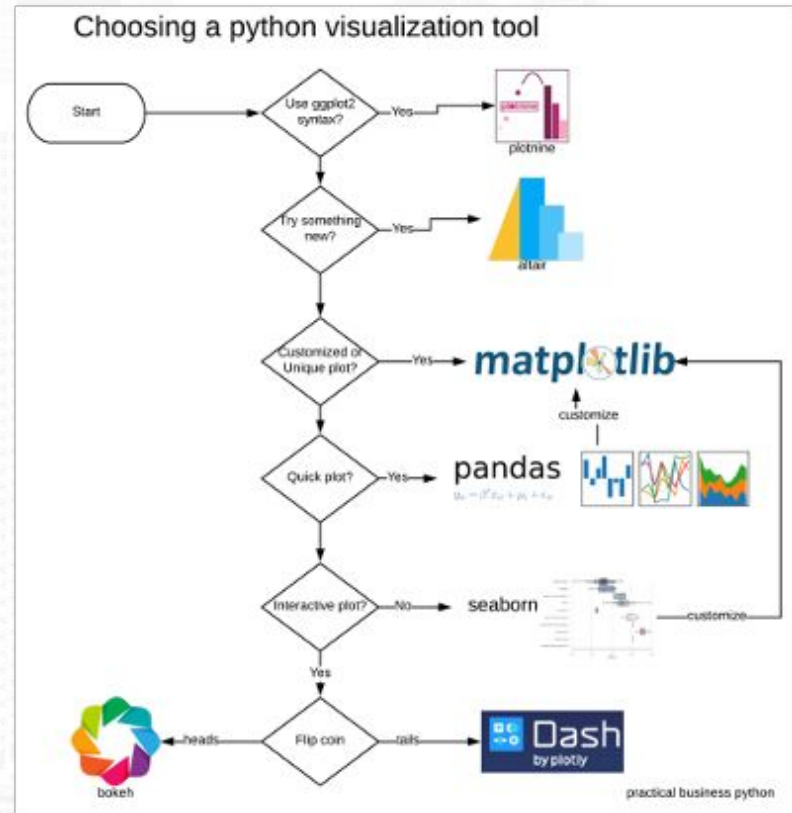 Choosing a python visualization tool
Start
Use ggplot2
syntax?
Yes
plotnine
Try something
new?
Yes
altair
Customized or
Unique plot?
Yes
matplotlib
customize
Quick plot?
Yes
pandas
Interactive plot?
No
seaborn
customize
Yes
Flip coin
heads
bokeh
tails
Dash
by plotly
practical business python